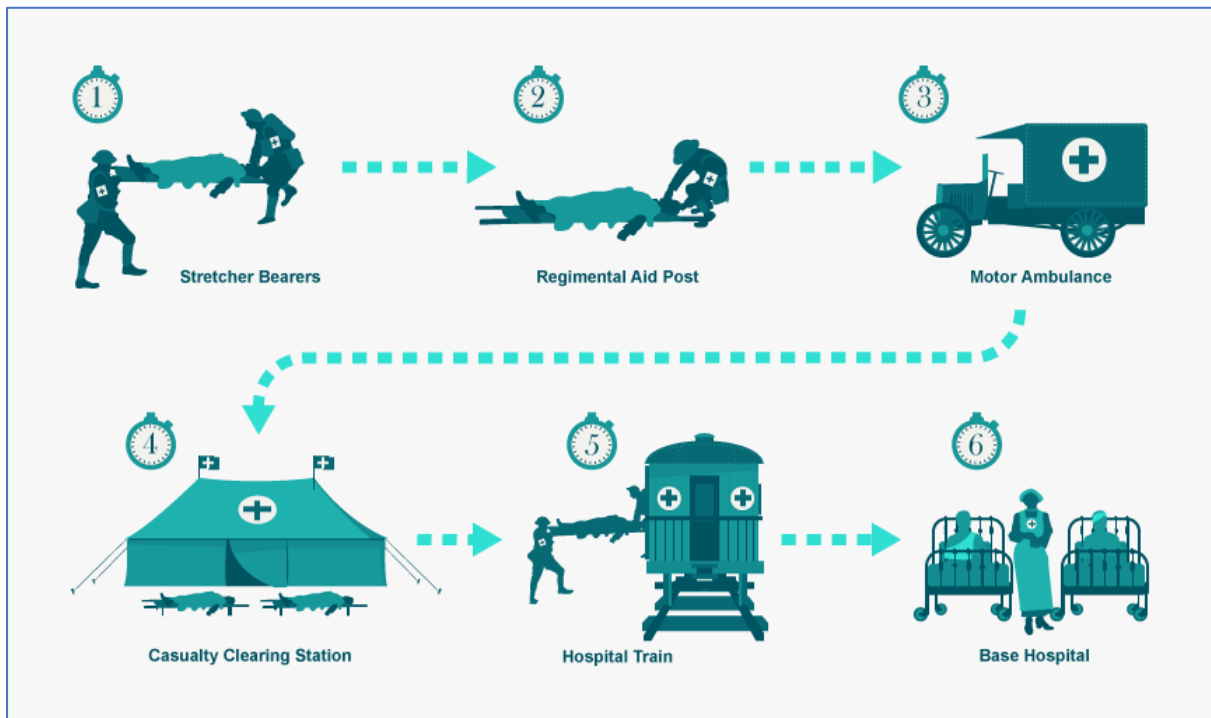 1
2
3
Stretcher Bearers
Regimental Aid Post
Motor Ambulance
4
5
6
Casualty Clearing Station
Hospital Train
Base Hospital